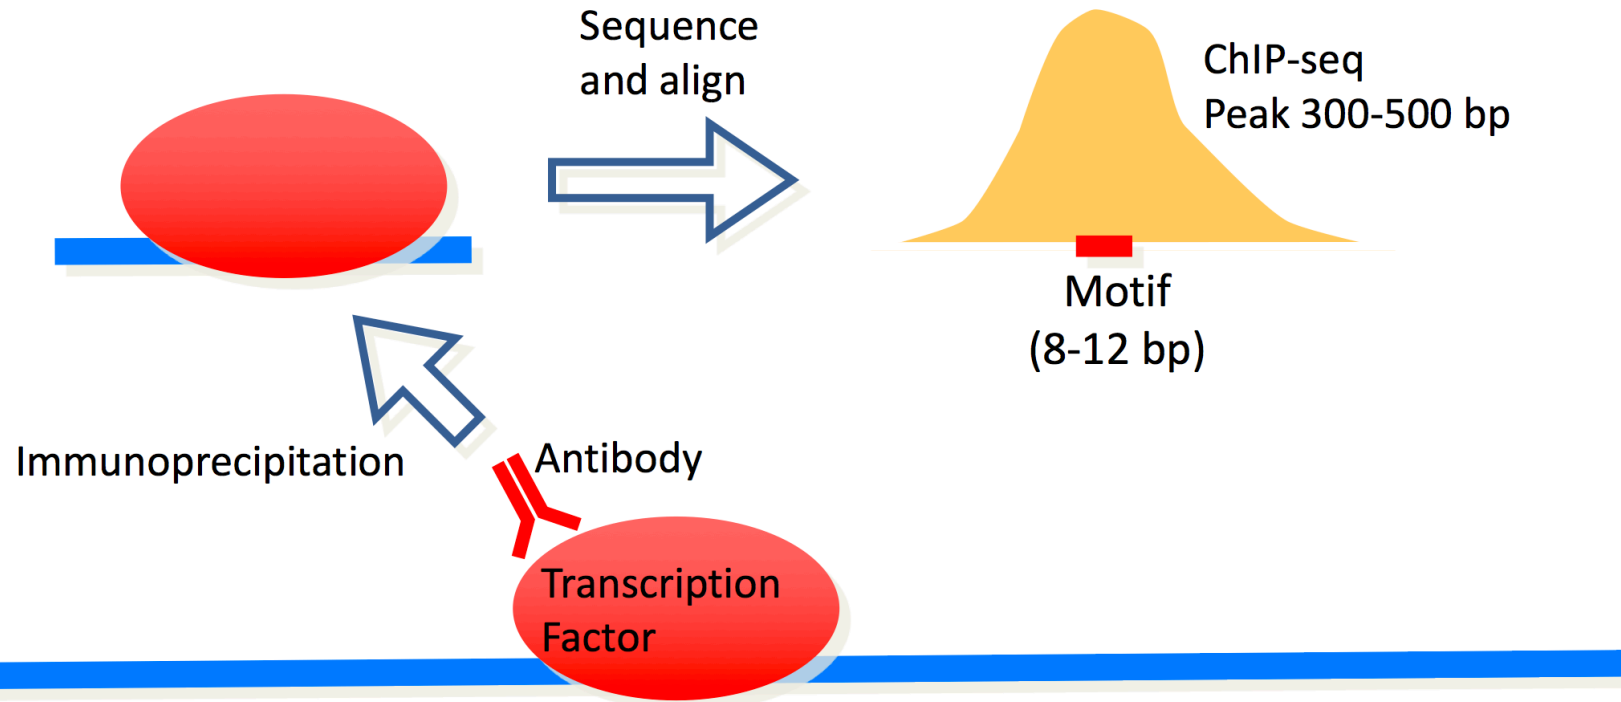 Sequence
and align
ChIP-seq
Peak 300-500 bp
Motif
(8-12 bp)
Immunoprecipitation
Antibody
Transcription
Factor